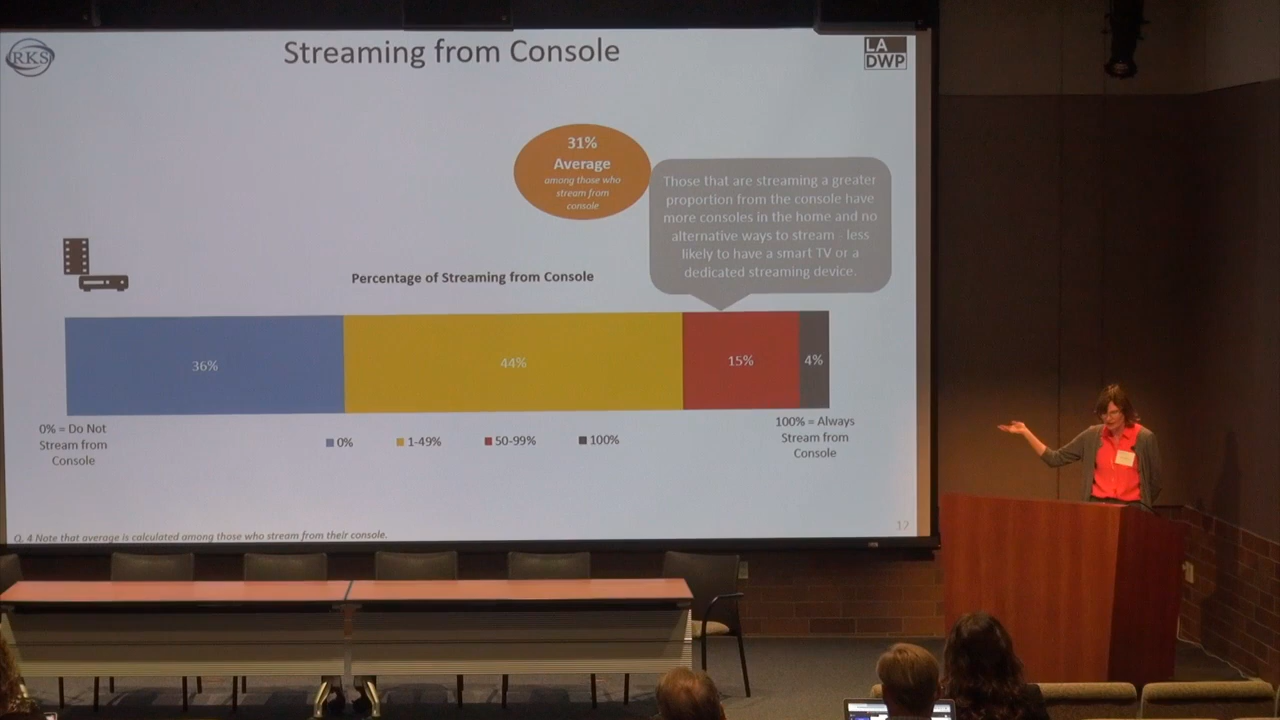 RKS
Streaming from Console
LA
DWP
31%
Average
among those who
stream from
console
Those that are streaming a greater
proportion from the console have
more consoles in the home and no
alternative ways to stream - less
likely to have a smart TV or a
dedicated streaming device.
Percentage of Streaming from Console
36%
44%
15%
4%
0% = Do Not
Stream from
Console
0%
1-49%
50-99%
100%
100% = Always
Stream from
Console
Q. 4 Note that average is calculated among those who stream from their console.
17